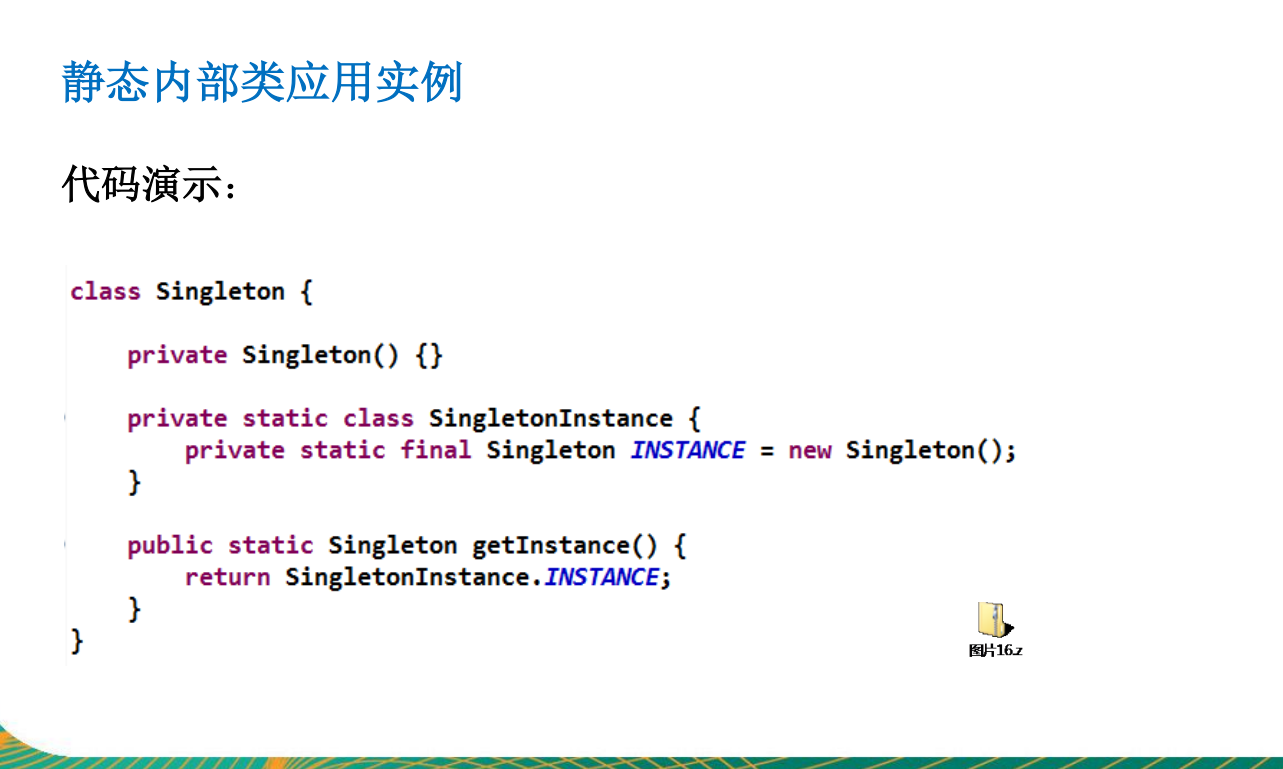 静态内部类应用实例
代码演示：
class Singleton {
private Singleton() {}
private static class SingletonInstance {
private static final Singleton INSTANCE = new Singleton();
}
public static Singleton getInstance() {
return SingletonInstance.INSTANCE;
}
}
图片16.z